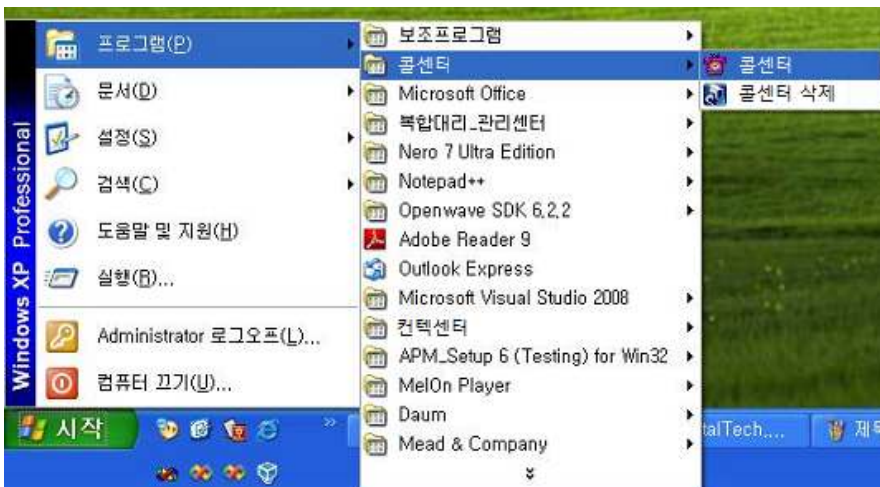 Windows XP Professional
프로그램(P)
문서(D)
설정(S)
검색(C)
도움말 및 지원(H)
실행(R)...
Administrator 로그오프(L)...
컴퓨터 끄기(U)...
보조프로그램
콜센터
Microsoft Office
복합대리_관리센터
Nero 7 Ultra Edition
Notepad++
Openwave SDK 6.2.2
Adobe Reader 9
Outlook Express
Microsoft Visual Studio 2008
컨텍센터
APM_Setup 6 (Testing) for Win32
MelOn Player
Daum
Mead & Company
콜센터
콜센터 삭제
시작
talTech,...